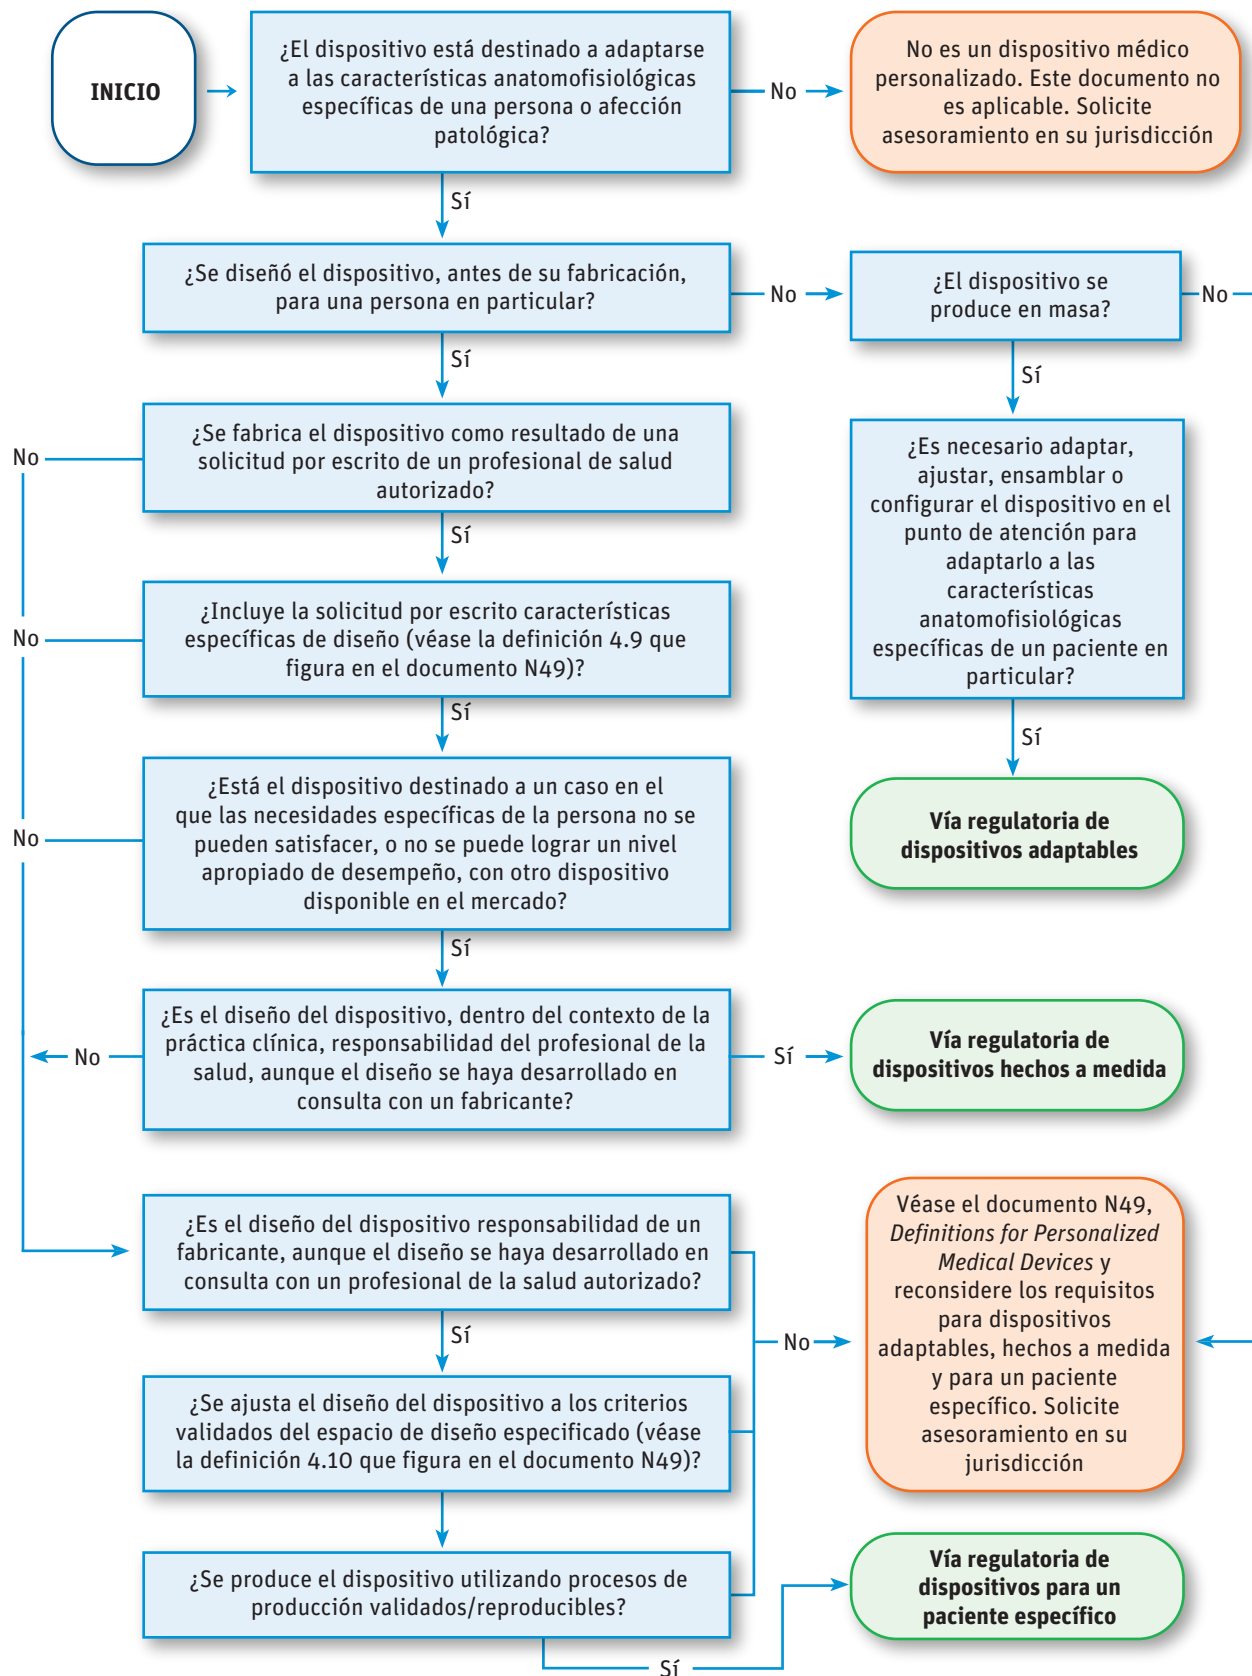 INICIO
¿El dispositivo está destinado a adaptarse
a las características anatomofisiológicas
específicas de una persona o afección
patológica?
No
No es un dispositivo médico
personalizado. Este documento no
es aplicable. Solicite
asesoramiento en su jurisdicción
Sí
¿Se diseñó el dispositivo, antes de su fabricación,
para una persona en particular?
No
¿El dispositivo se
produce en masa?
No
Sí
Sí
¿Se fabrica el dispositivo como resultado de una
solicitud por escrito de un profesional de salud
autorizado?
No
¿Es necesario adaptar,
ajustar, ensamblar o
configurar el dispositivo en el
punto de atención para
adaptarlo a las
características
anatomofisiológicas
específicas de un paciente en
particular?
Sí
¿Incluye la solicitud por escrito características
específicas de diseño (véase la definición 4.9 que
figura en el documento N49)?
No
Sí
Sí
¿Está el dispositivo destinado a un caso en el
que las necesidades específicas de la persona no se
pueden satisfacer, o no se puede lograr un nivel
apropiado de desempeño, con otro dispositivo
disponible en el mercado?
No
Vía regulatoria de
dispositivos adaptables
Sí
¿Es el diseño del dispositivo, dentro del contexto de la
práctica clínica, responsabilidad del profesional de la
salud, aunque el diseño se haya desarrollado en
consulta con un fabricante?
No
Sí
Vía regulatoria de
dispositivos hechos a medida
¿Es el diseño del dispositivo responsabilidad de un
fabricante, aunque el diseño se haya desarrollado en
consulta con un profesional de la salud autorizado?
Sí
No
Véase el documento N49,
Definitions for Personalized
Medical Devices y
reconsidere los requisitos
para dispositivos
adaptables, hechos a medida
y para un paciente
específico. Solicite
asesoramiento en su
jurisdicción
¿Se ajusta el diseño del dispositivo a los criterios
validados del espacio de diseño especificado (véase
la definición 4.10 que figura en el documento N49)?
¿Se produce el dispositivo utilizando procesos de
producción validados/reproducibles?
Sí
Vía regulatoria de
dispositivos para un
paciente específico